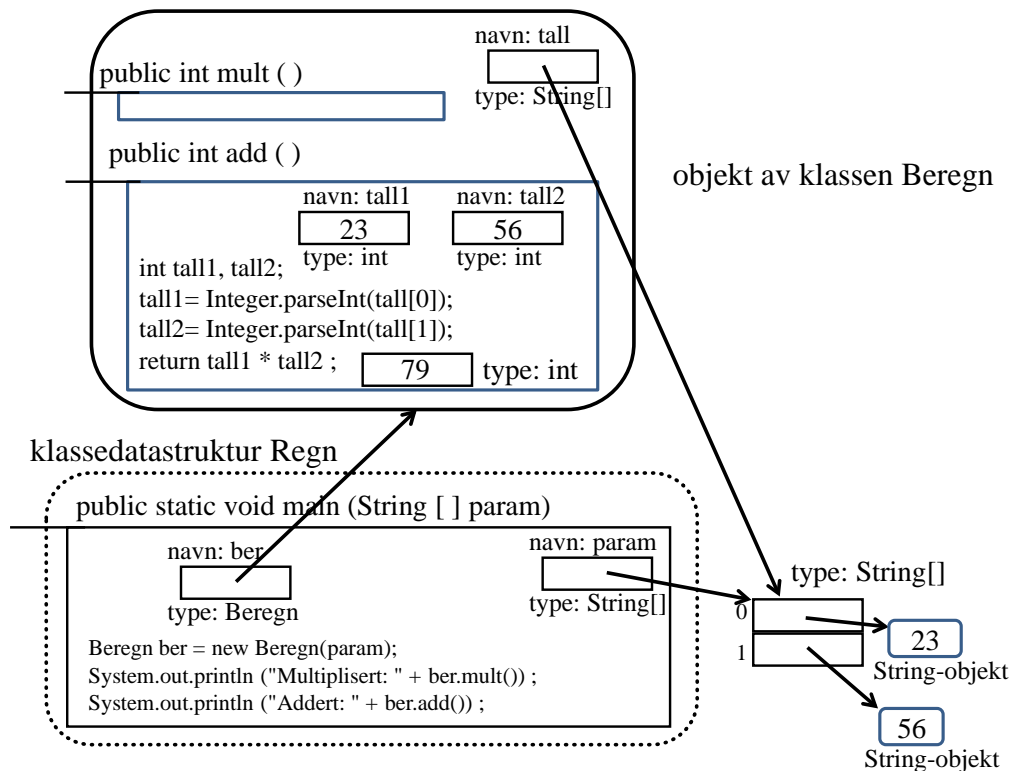 navn: tall
public int mult ( )
type: String[]
public int add ( )
objekt av klassen Beregn
navn: tall1
navn: tall2
23
56
type: int
type: int
int tall1, tall2;
tall1= Integer.parseInt(tall[0]);
tall2= Integer.parseInt(tall[1]);
return tall1 * tall2 ;
79
type: int
klassedatastruktur Regn
public static void main (String [ ] param)
navn: ber
navn: param
type: Beregn
type: String[]
type: String[]
0
1
23
String-objekt
Beregn ber = new Beregn(param);
System.out.println ("Multiplisert: " + ber.mult()) ;
System.out.println ("Addert: " + ber.add()) ;
56
String-objekt